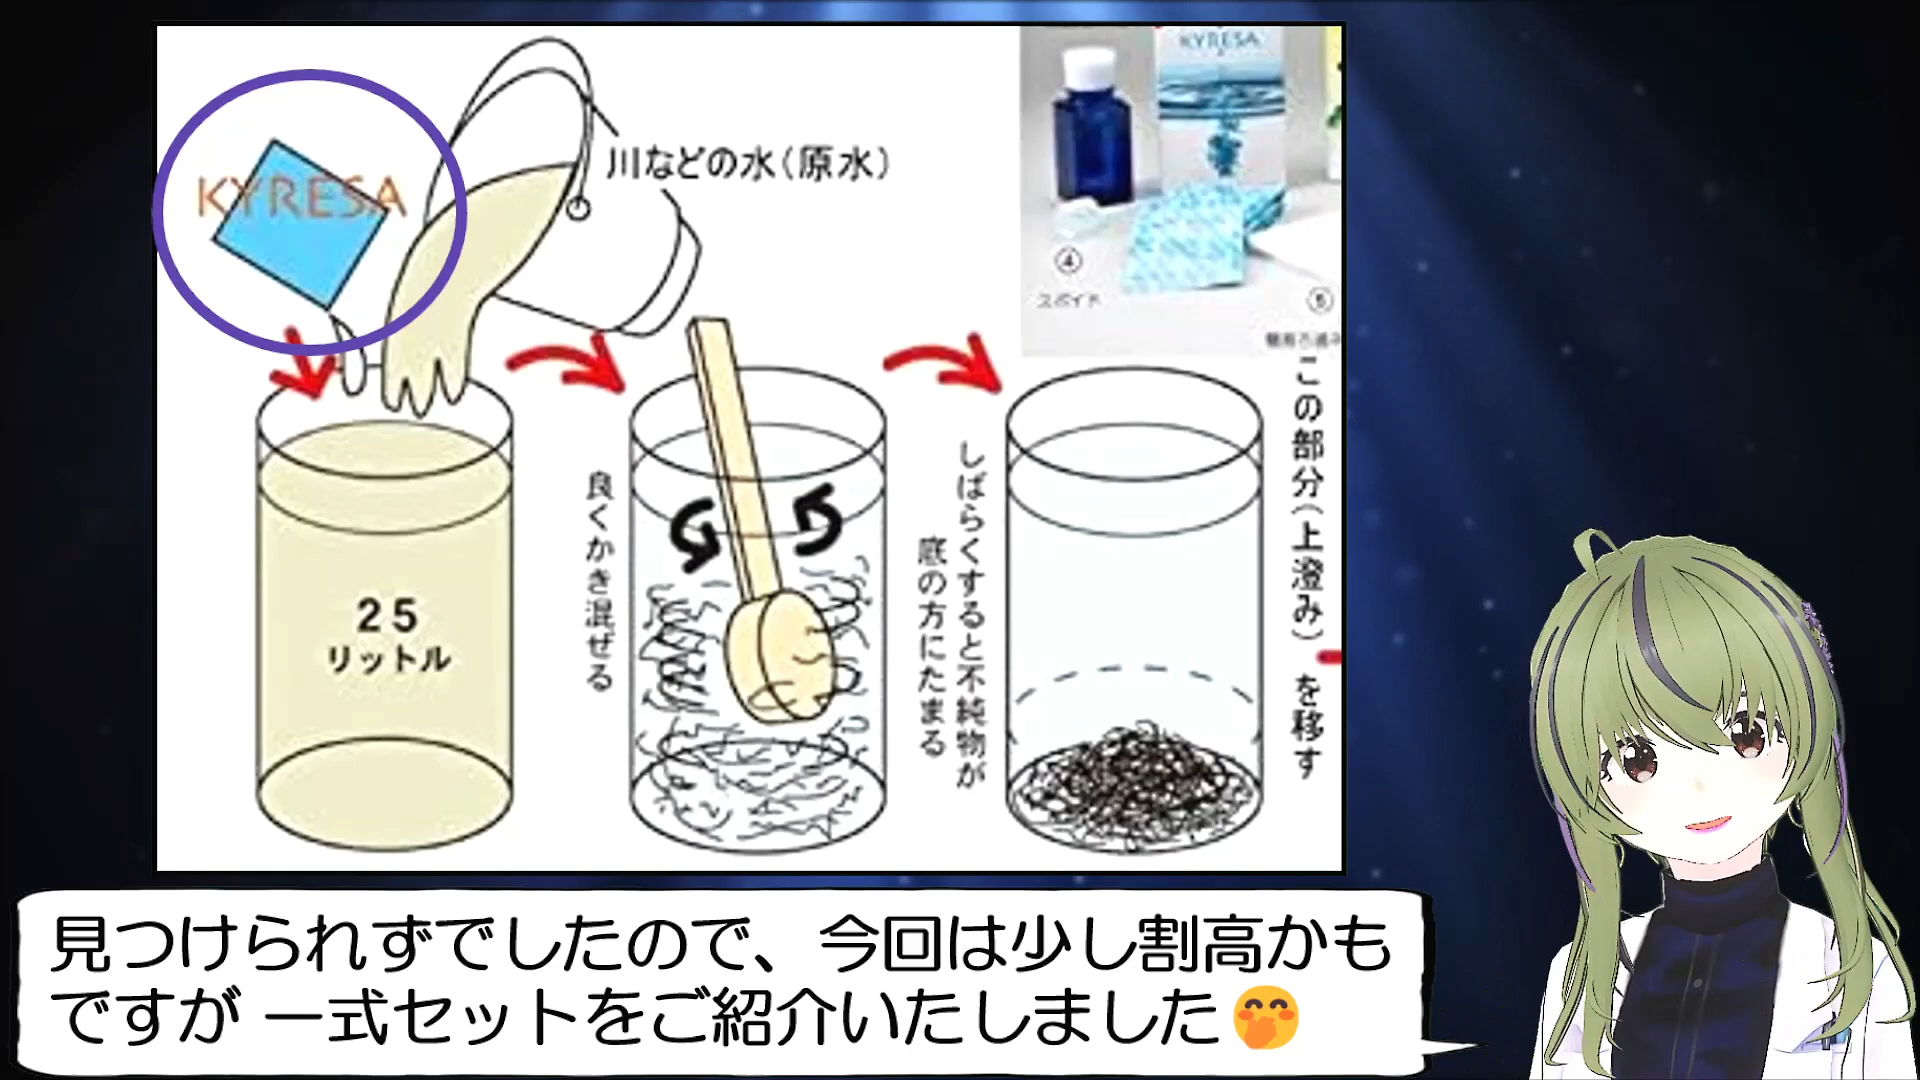 KYRESA
川などの水（原水）
KYRESA
④
スポイト
⑤
25
リットル
良くかき混ぜる
しばらくすると不純物が
底の方にたまる
この部分（上澄み）を移す
見つけられずでしたので、今回は少し割高かも
ですが 一式セットをご紹介いたしました🤭